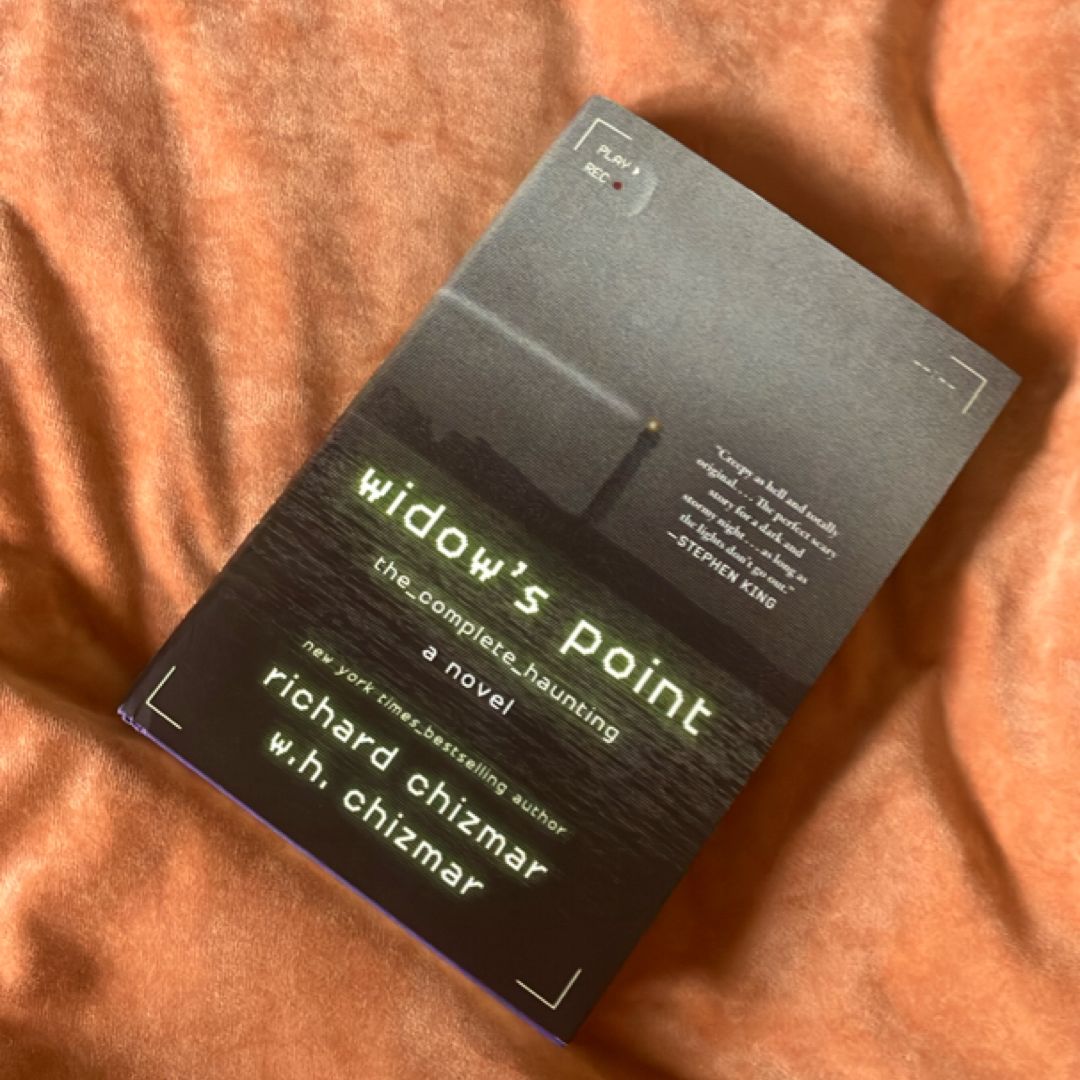 PLAY
REC
--:--
"Creepy as hell and totally
original.... The perfect scary
story for a dark and
stormy night . . . as long as
the lights don't go out."
—STEPHEN KING
widow's point
the_complete_haunting
a novel
new york times_bestselling author
richard chizmar
w.h. chizmar